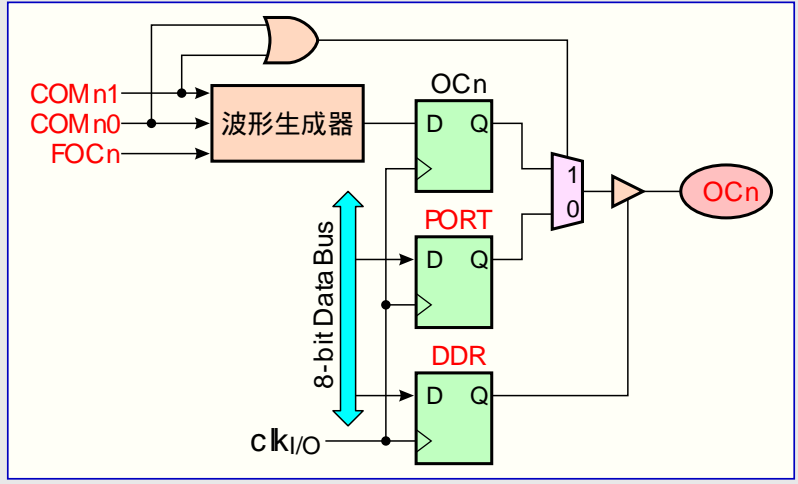 OCn
COMn1
COMn0
FOCn
波形生成器
D Q
1
0
OCn
PORT
D Q
8-bit Data Bus
DDR
D Q
clkI/O